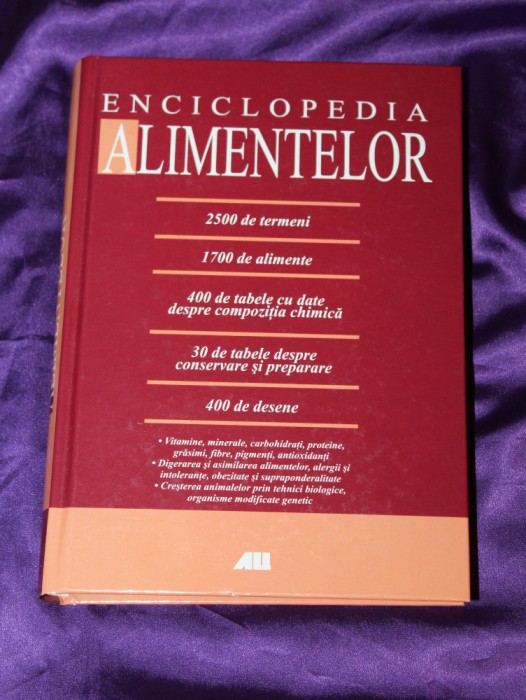 ENCICLOPEDIA
ALIMENTELOR
2500 de termeni
1700 de alimente
400 de tabele cu date
despre compoziția chimică
30 de tabele despre
conservare și preparare
400 de desene
• Vitamine, minerale, carbohidrați, proteine,
grăsimi, fibre, pigmenți, antioxidanți
• Digerarea și asimilarea alimentelor, alergii și
intoleranțe, obezitate și supraponderalitate
• Creșterea animalelor prin tehnici biologice,
organisme modificate genetic
ALL